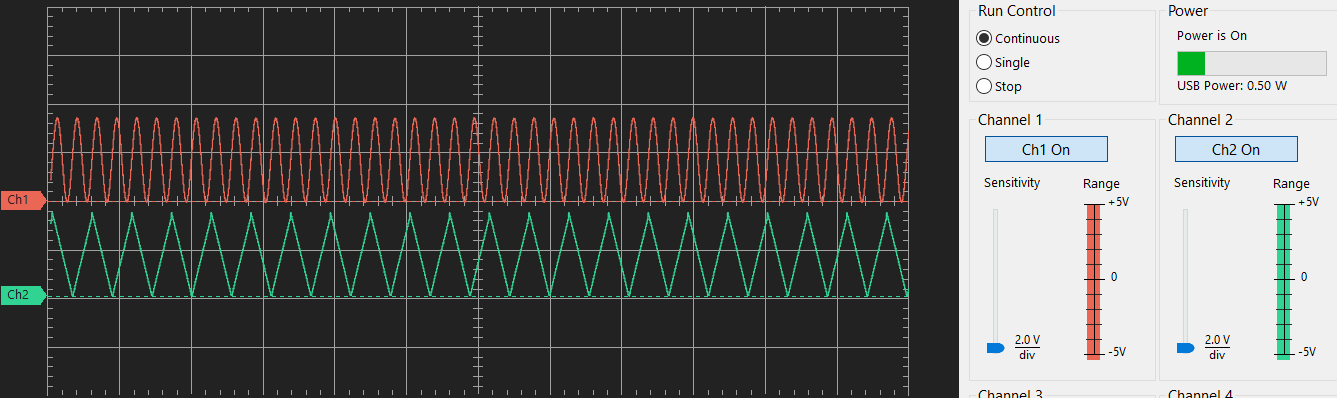 Run Control
Continuous
Single
Stop
Power
Power is On
USB Power: 0.50 W
Ch1
Ch2
Channel 1
Ch1 On
Sensitivity
Range
+5V
0
-5V
2.0 V
div
Channel 2
Ch2 On
Sensitivity
Range
+5V
0
-5V
2.0 V
div
Channel 3
Channel 4